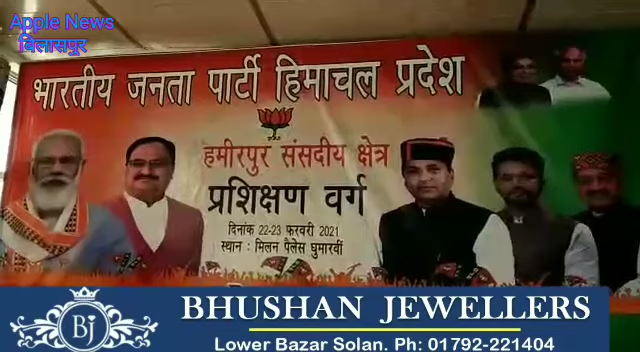 Apple News
बिलासपुर
भारतीय जनता पार्टी हिमाचल प्रदेश
हमीरपुर संसदीय क्षेत्र
प्रशिक्षण वर्ग
दिनांक 22-23 फरवरी 2021
स्थान : मिलन पैलेस घुमारवीं
BHUSHAN JEWELLERS
BJ
Lower Bazar Solan. Ph: 01792-221404